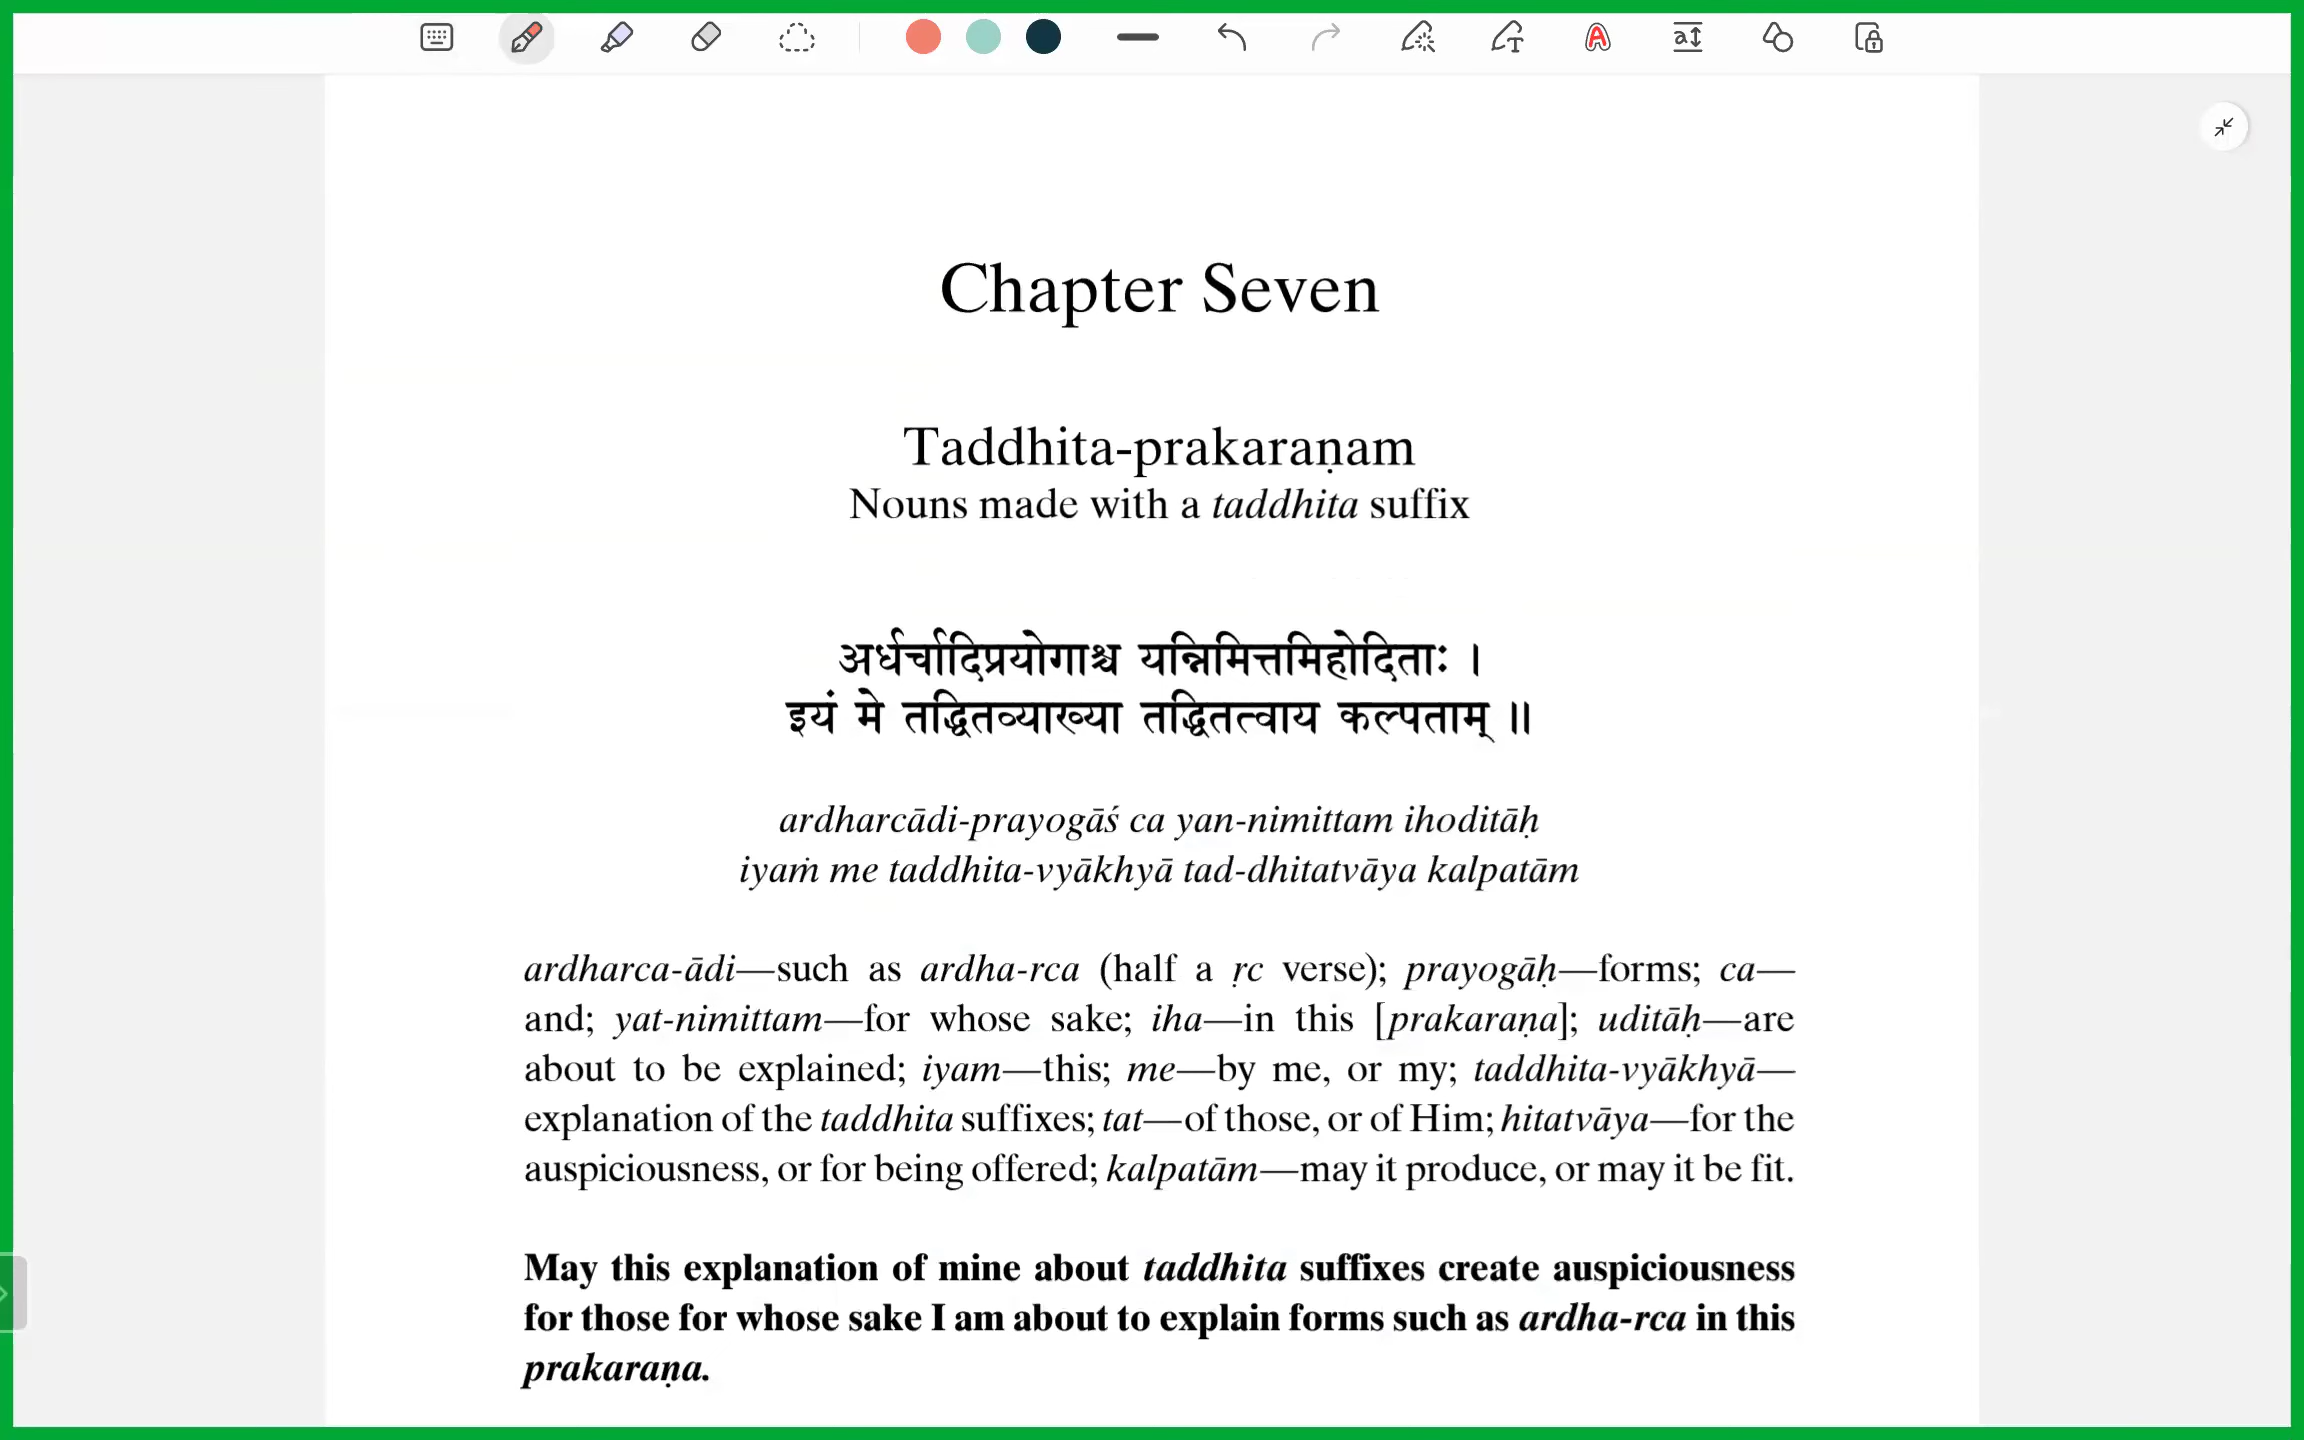 Chapter Seven
Taddhita-prakaraṇam
Nouns made with a taddhita suffix
अर्धर्चादिप्रयोगाश्च यन्निमित्तमिहोदिताः ।
इयं मे तद्धितव्याख्या तद्धितत्वाय कल्पताम् ॥
ardharcādi-prayogāś ca yan-nimittam ihoditāḥ
iyaṁ me taddhita-vyākhyā tad-dhitatvāya kalpatām
ardharca-ādi—such as ardha-rca (half a ṛc verse); prayogāḥ—forms; ca—
and; yat-nimittam—for whose sake; iha—in this [prakaraṇa]; uditāḥ—are
about to be explained; iyam—this; me—by me, or my; taddhita-vyākhyā—
explanation of the taddhita suffixes; tat—of those, or of Him; hitatvāya—for the
auspiciousness, or for being offered; kalpatām—may it produce, or may it be fit.
May this explanation of mine about taddhita suffixes create auspiciousness
for those for whose sake I am about to explain forms such as ardha-rca in this
prakaraṇa.